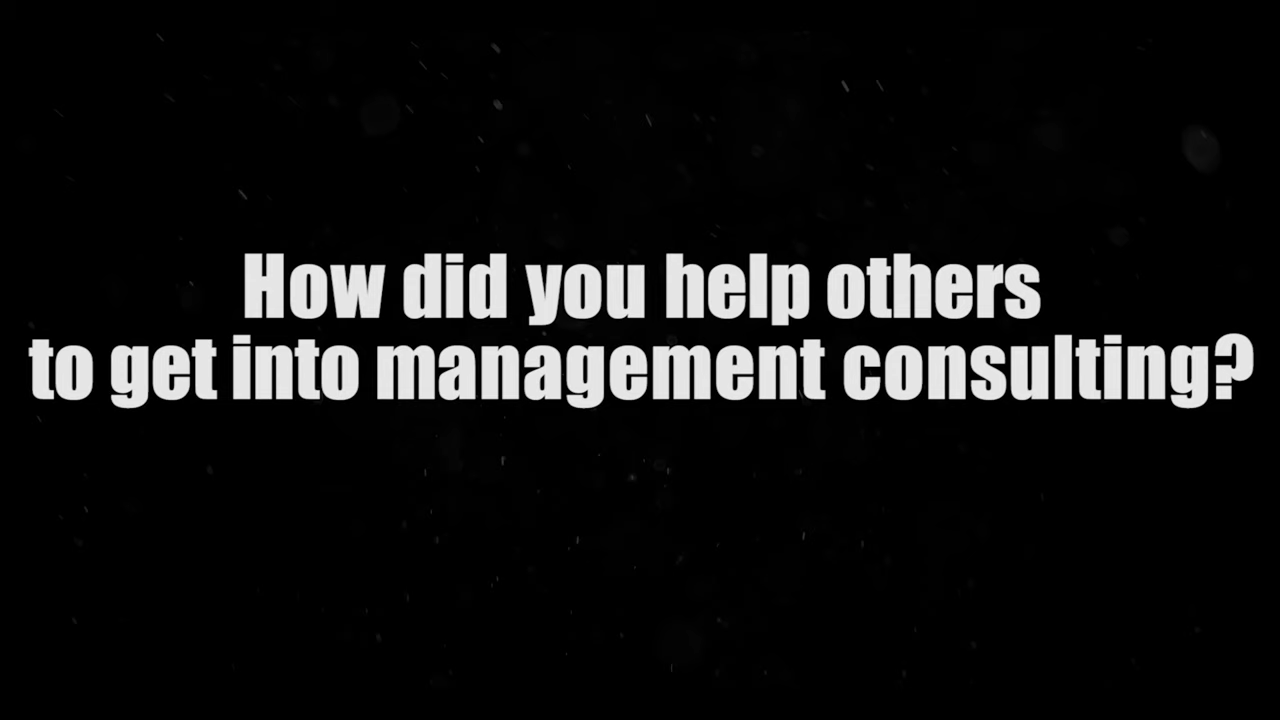 How did you help others
to get into management consulting?